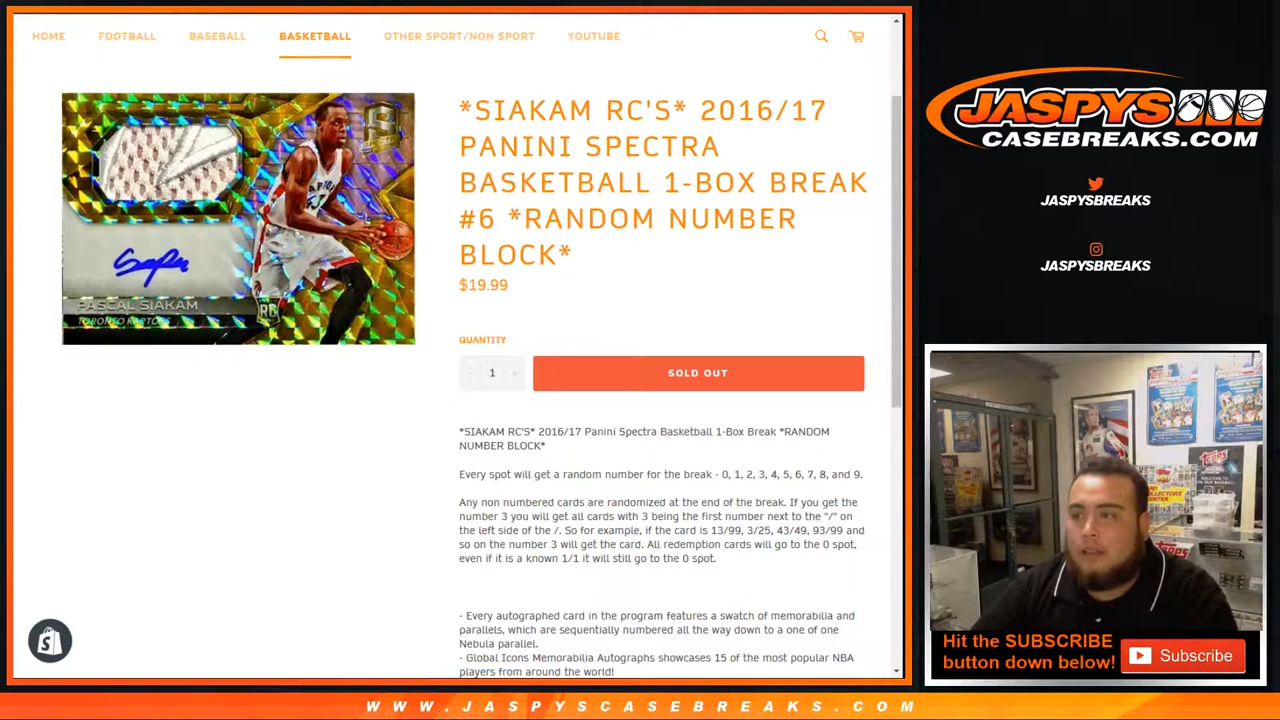 HOME FOOTBALL BASEBALL BASKETBALL OTHER SPORT/NON SPORT YOUTUBE
*SIAKAM RC'S* 2016/17
PANINI SPECTRA
BASKETBALL 1-BOX BREAK
#6 *RANDOM NUMBER
BLOCK*
$19.99
QUANTITY
- 1 +
SOLD OUT
*SIAKAM RC'S* 2016/17 Panini Spectra Basketball 1-Box Break *RANDOM
NUMBER BLOCK*
Every spot will get a random number for the break - 0, 1, 2, 3, 4, 5, 6, 7, 8, and 9.
Any non numbered cards are randomized at the end of the break. If you get the
number 3 you will get all cards with 3 being the first number next to the "/" on
the left side of the /. So for example, if the card is 13/99, 3/25, 43/49, 93/99 and
so on the number 3 will get the card. All redemption cards will go to the 0 spot,
even if it is a known 1/1 it will still go to the 0 spot.
- Every autographed card in the program features a swatch of memorabilia and
parallels, which are sequentially numbered all the way down to a one of one
Nebula parallel.
- Global Icons Memorabilia Autographs showcases 15 of the most popular NBA
players from around the world!
PASCAL SIAKAM
TORONTO RAPTORS
RC
JASPYS
CASEBREAKS.COM
JASPYSBREAKS
JASPYSBREAKS
Topps
Hit the SUBSCRIBE
button down below!
Subscribe
WWW.JASPYSCASEBREAKS.COM